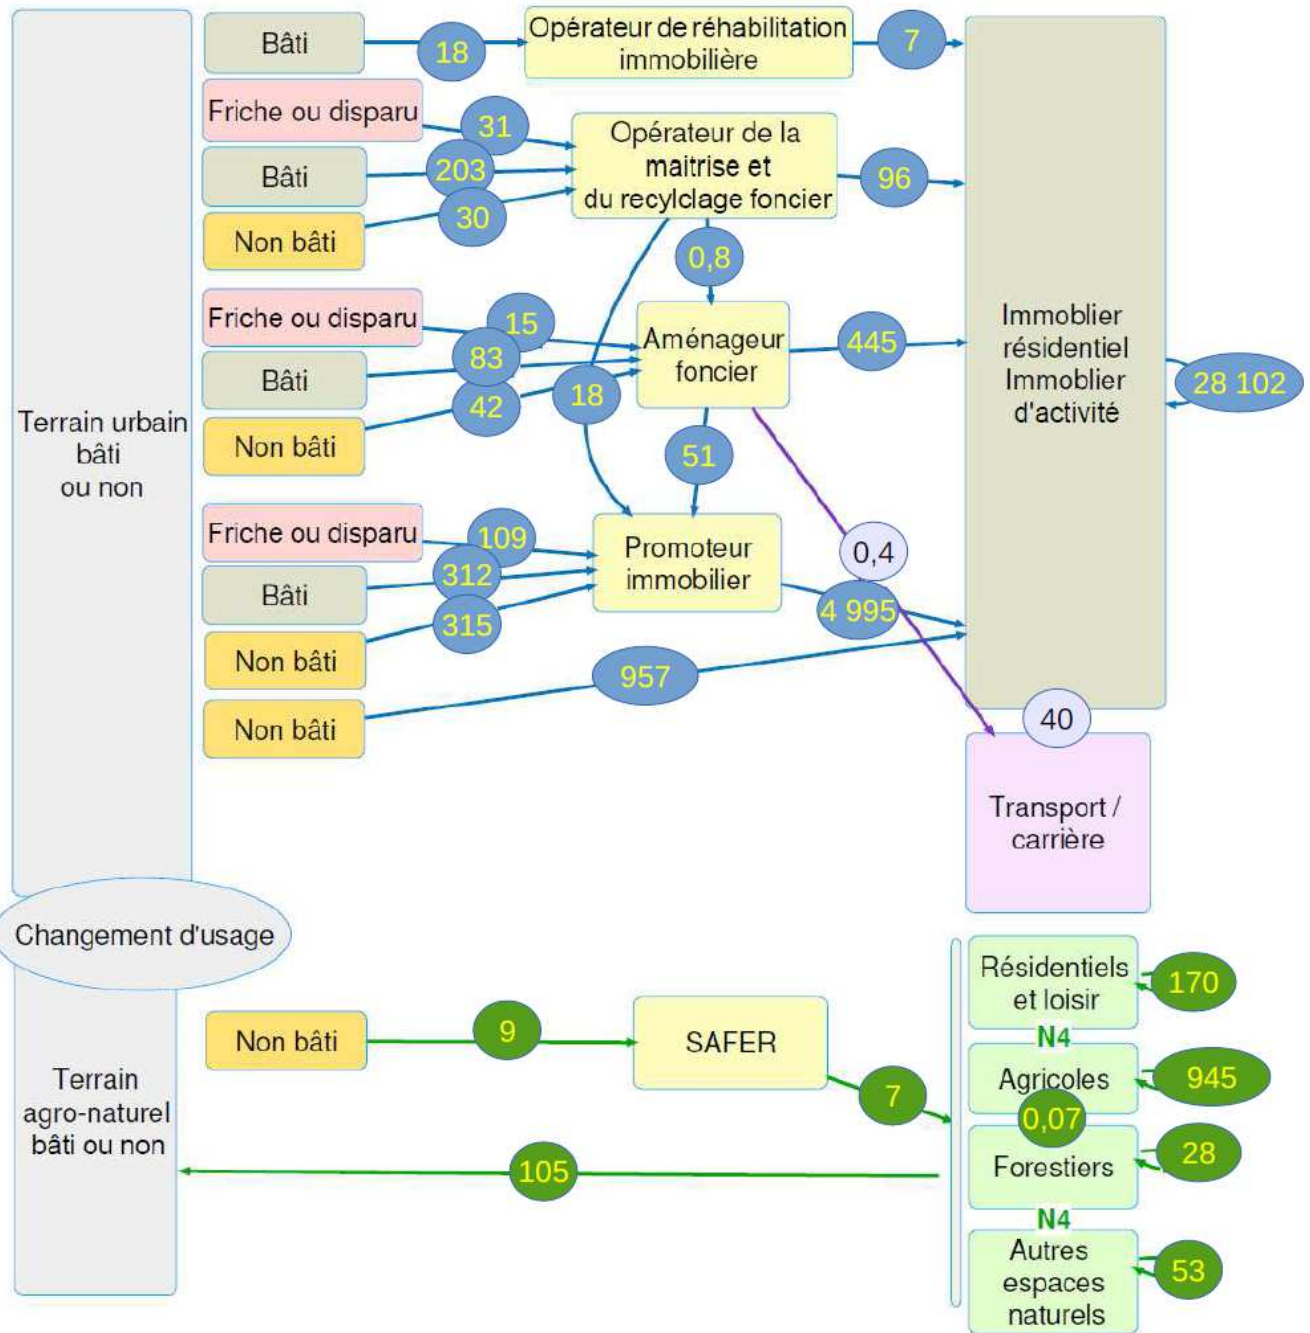 Bâti
18
Opérateur de réhabilitation
immobilière
7
Friche ou disparu
31
Bâti
203
Non bâti
30
Opérateur de la
maitrise et
du recylclage foncier
96
0,8
Friche ou disparu
15
Bâti
83
Non bâti
42
18
Aménageur
foncier
445
51
Immoblier
résidentiel
Immoblier
d'activité
28 102
Terrain urbain
bâti
ou non
Friche ou disparu
109
Bâti
312
Non bâti
315
Promoteur
immobilier
0,4
4 995
Non bâti
957
40
Transport /
carrière
Changement d'usage
Terrain
agro-naturel
bâti ou non
Non bâti
9
SAFER
7
105
Résidentiels
et loisir
170
N4
Agricoles
945
0,07
Forestiers
28
N4
Autres
espaces
naturels
53